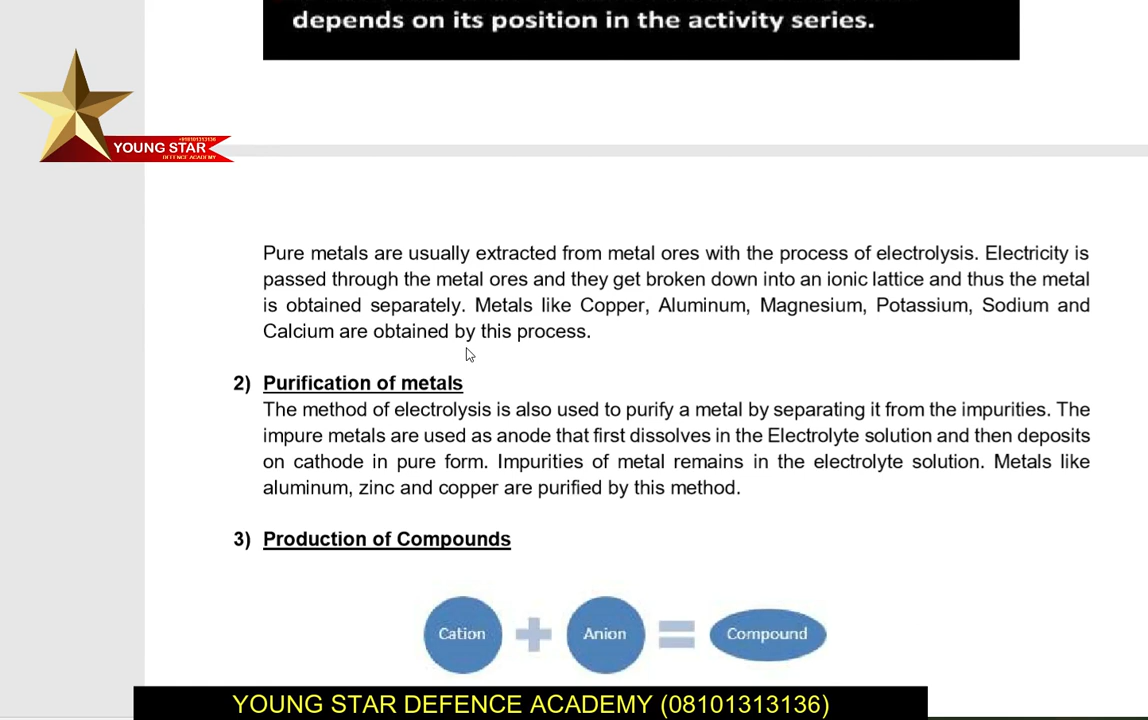 depends on its position in the activity series.
+08101313136
YOUNG STAR
DEFENCE ACADEMY
Pure metals are usually extracted from metal ores with the process of electrolysis. Electricity is
passed through the metal ores and they get broken down into an ionic lattice and thus the metal
is obtained separately. Metals like Copper, Aluminum, Magnesium, Potassium, Sodium and
Calcium are obtained by this process.
2) Purification of metals
The method of electrolysis is also used to purify a metal by separating it from the impurities. The
impure metals are used as anode that first dissolves in the Electrolyte solution and then deposits
on cathode in pure form. Impurities of metal remains in the electrolyte solution. Metals like
aluminum, zinc and copper are purified by this method.
3) Production of Compounds
Cation + Anion = Compound
YOUNG STAR DEFENCE ACADEMY (08101313136)